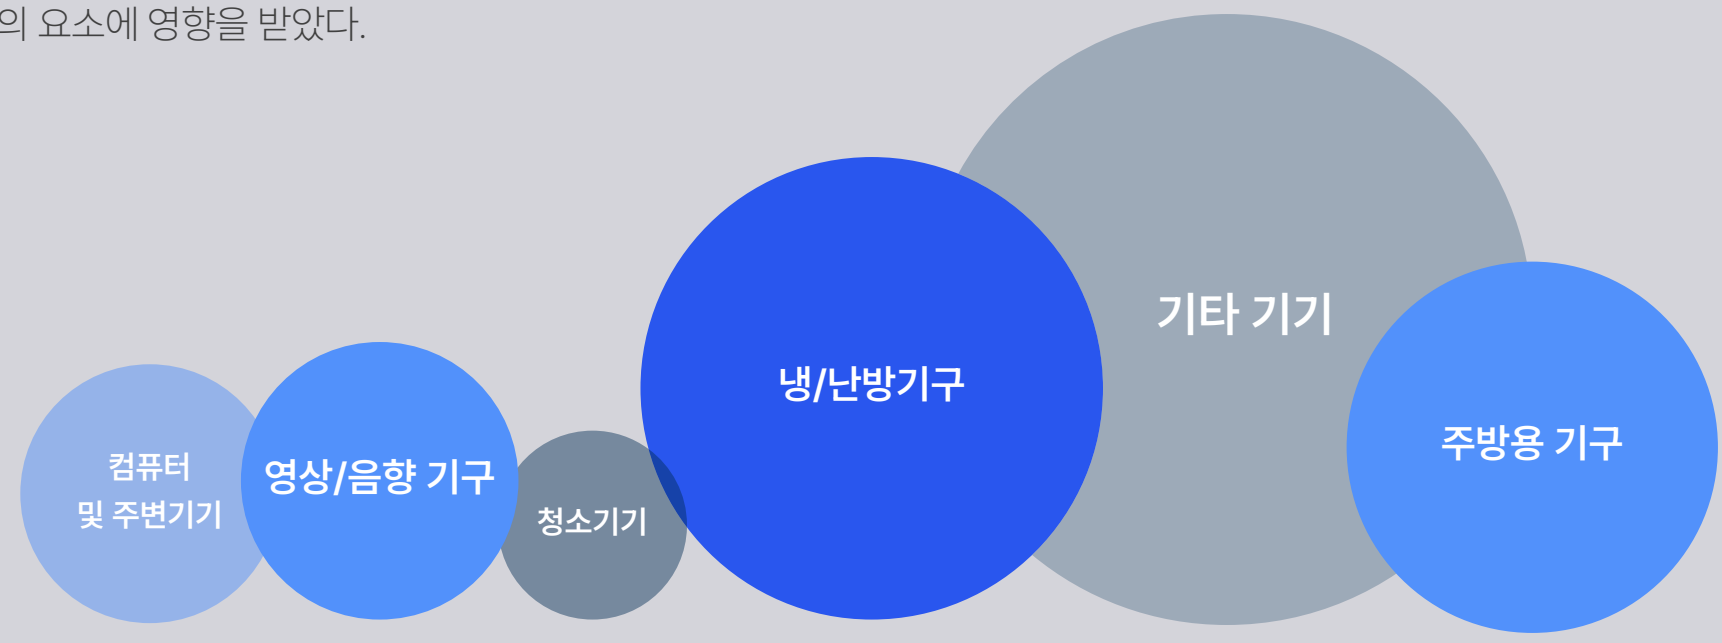 의 요소에 영향을 받았다.
기타 기기
냉/난방기구
주방용 기구
컴퓨터
및 주변기기
영상/음향 기구
청소기기